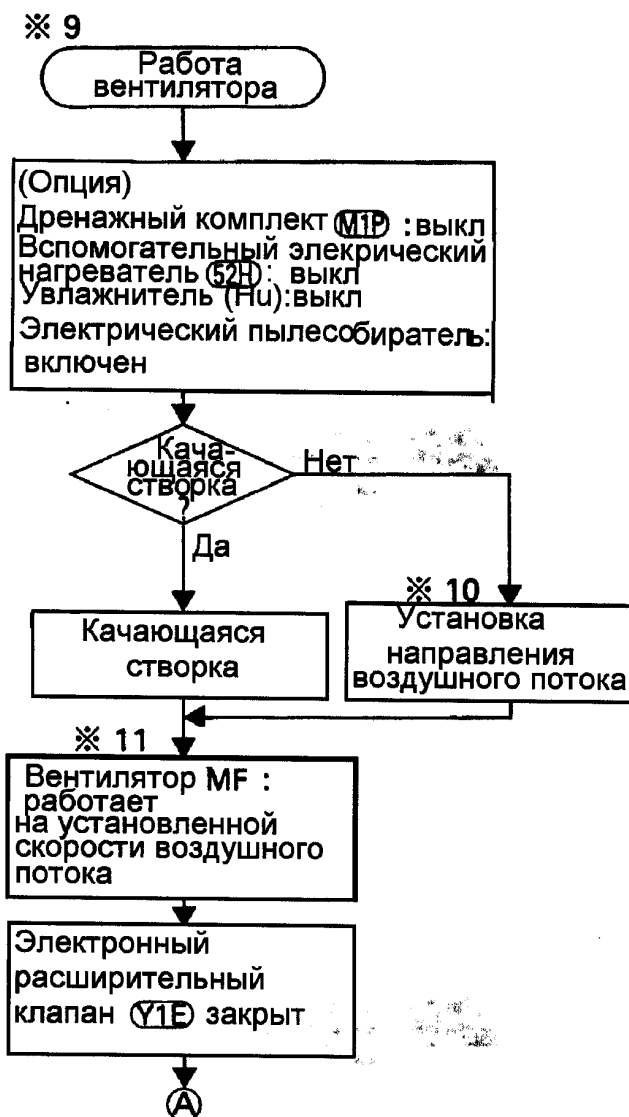 ※ 9
Работа
вентилятора
(Опция)
Дренажный комплект M1P : выкл
Вспомогательный элекрический
нагреватель 52H : выкл
Увлажнитель (Hu):выкл
Электрический пылесобиратель:
включен
Кача-
ющаяся
створка
?
Нет
Да
Качающаяся
створка
※ 10
Установка
направления
воздушного потока
※ 11
Вентилятор MF :
работает
на установленной
скорости воздушного
потока
Электронный
расширительный
клапан Y1E закрыт
A